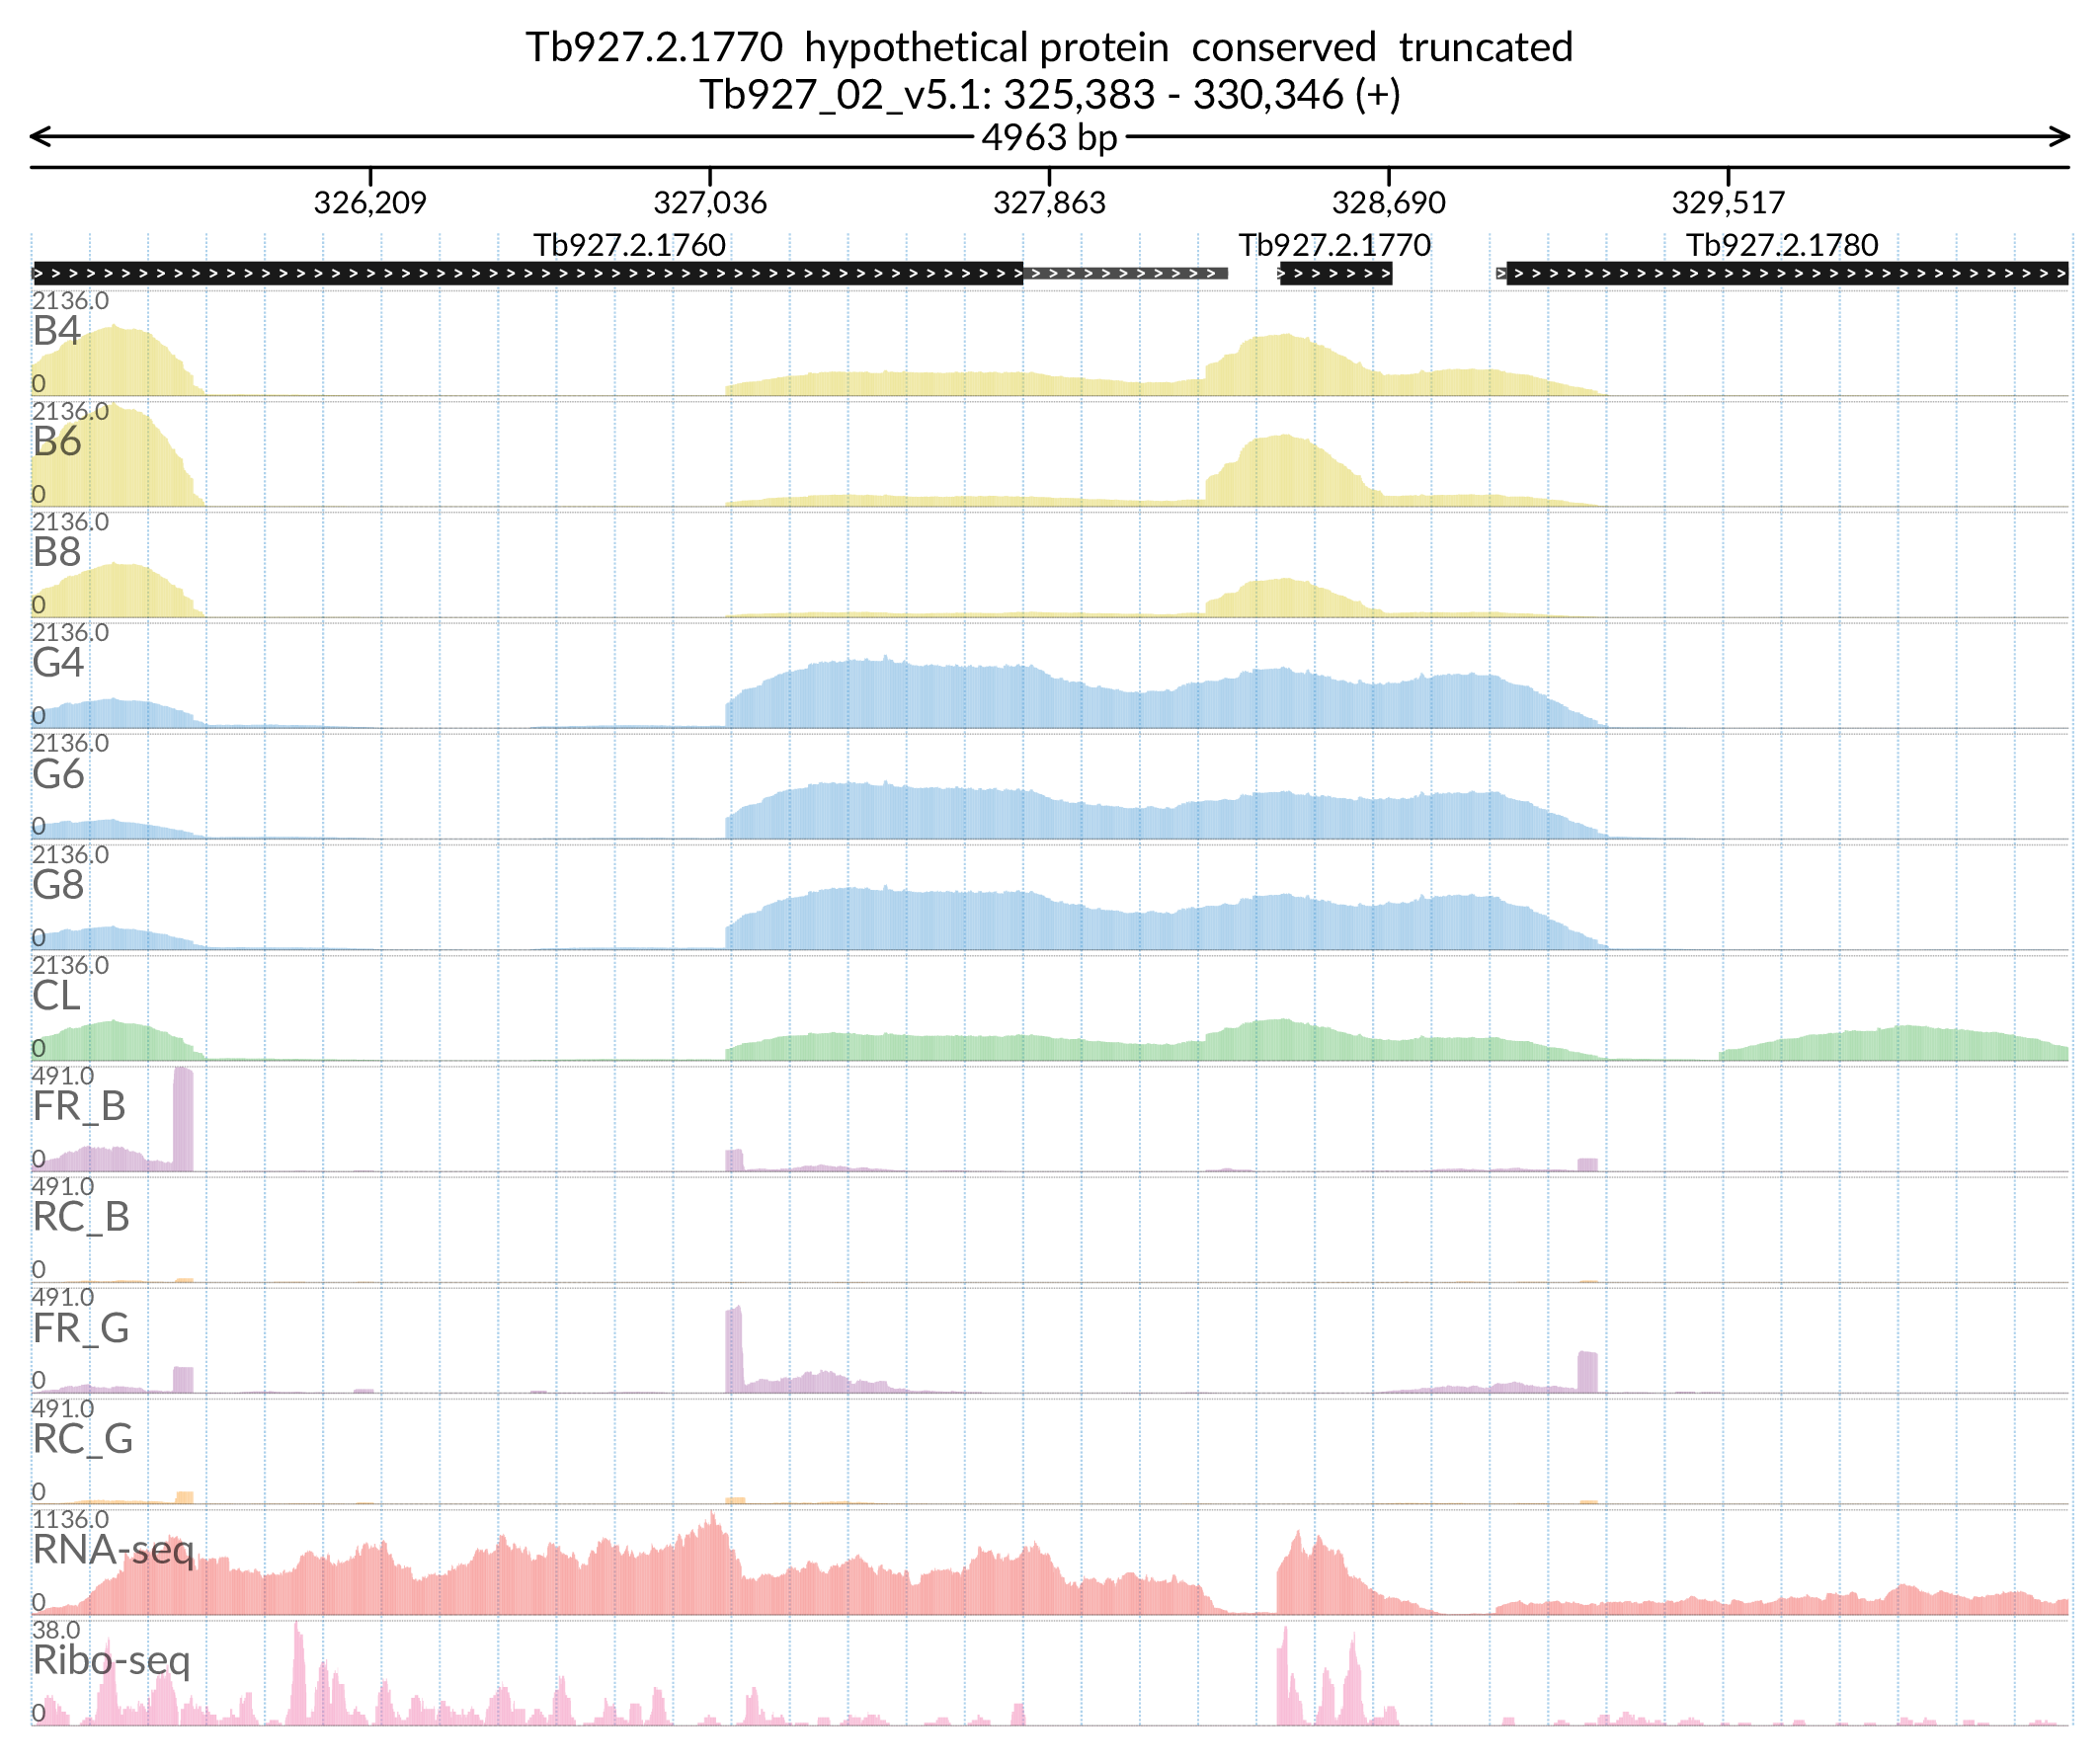 Tb927.2.1770 hypothetical protein conserved truncated
Tb927_02_v5.1: 325,383 - 330,346 (+)
4963 bp
326,209 327,036 327,863 328,690 329,517
Tb927.2.1760 Tb927.2.1770 Tb927.2.1780
2136.0
B4
0
2136.0
B6
0
2136.0
B8
0
2136.0
G4
0
2136.0
G6
0
2136.0
G8
0
2136.0
CL
0
491.0
FR_B
0
491.0
RC_B
0
491.0
FR_G
0
491.0
RC_G
0
1136.0
RNA-seq
0
38.0
Ribo-seq
0